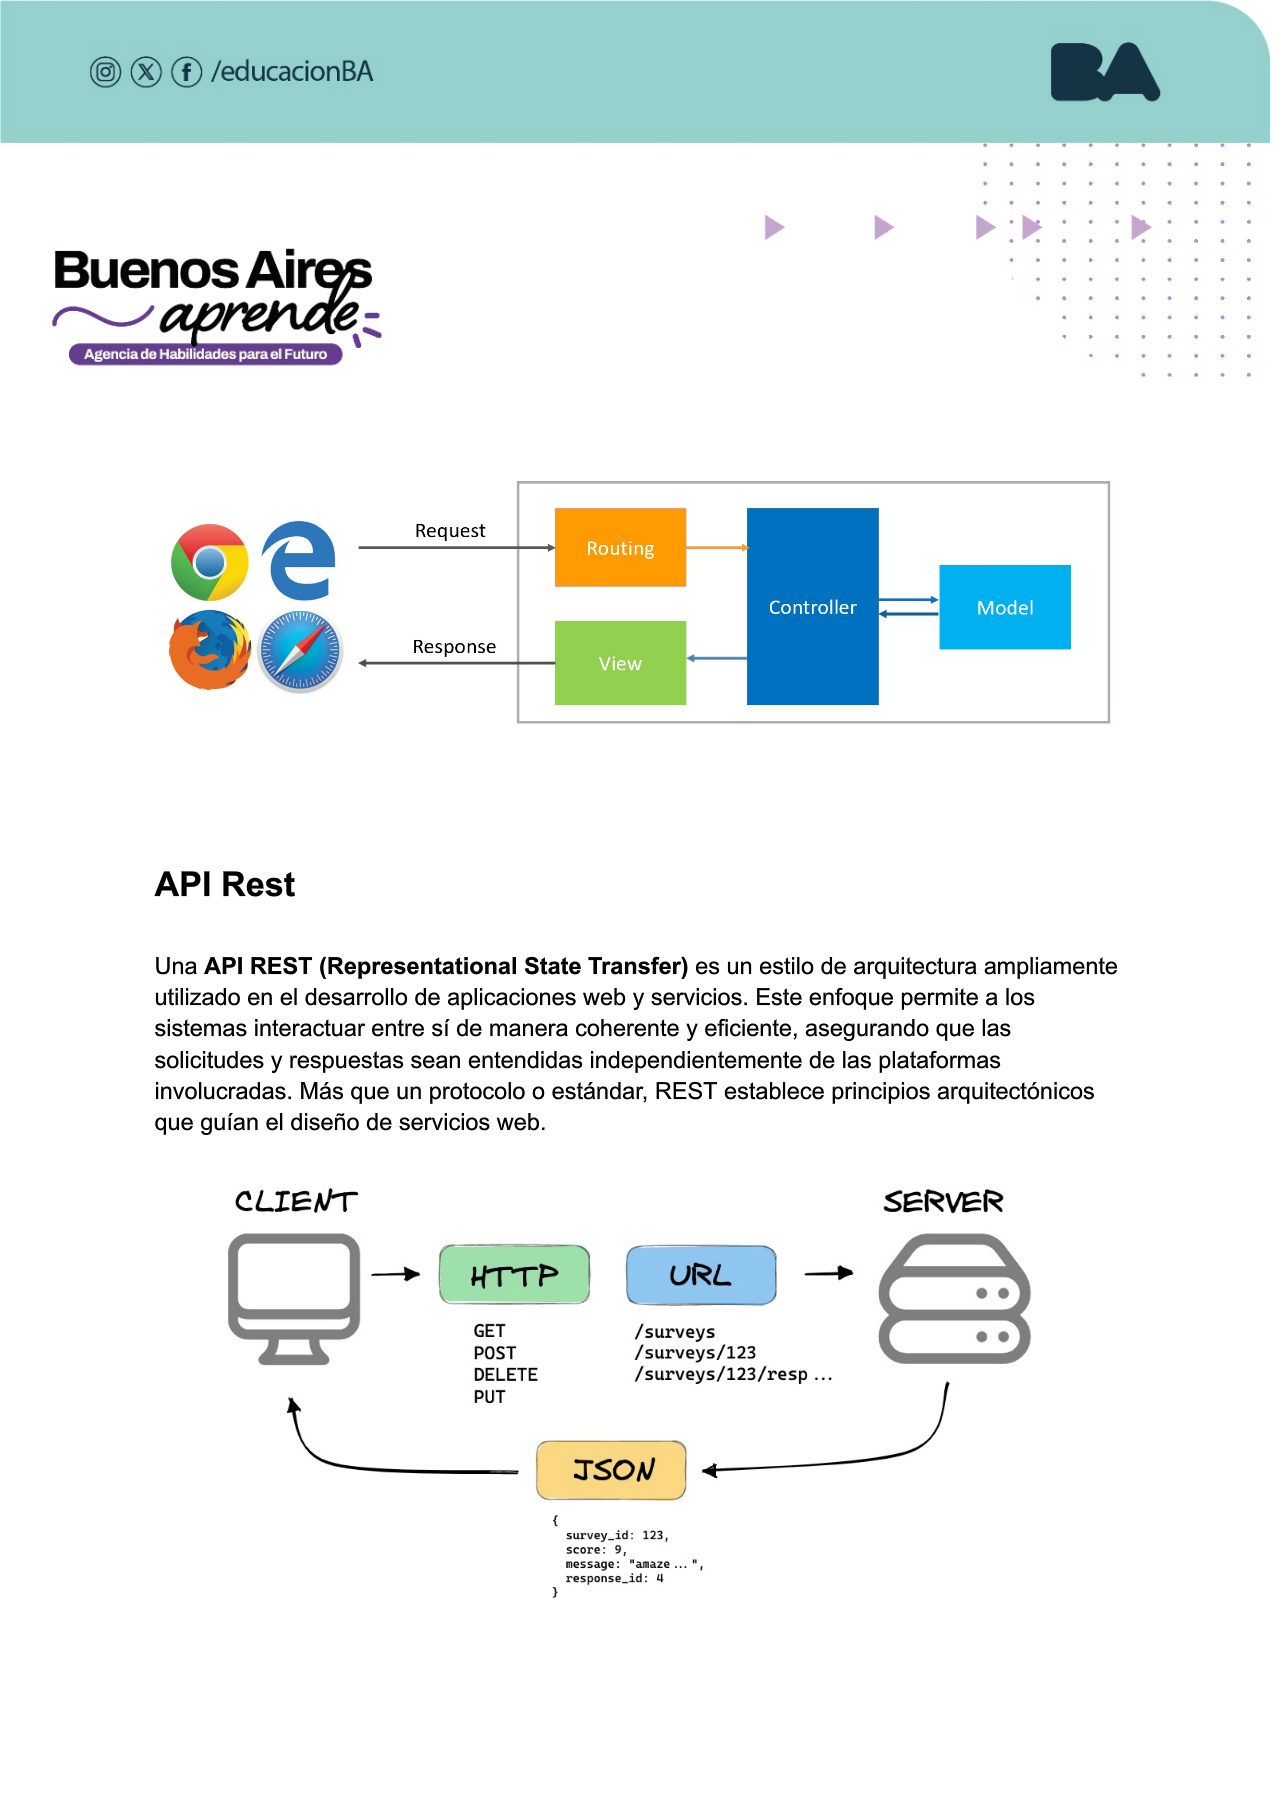 /educacionBA
BA
Buenos Aires
aprende
Agencia de Habilidades para el Futuro
Request
Routing
Controller
Model
Response
View
API Rest
Una API REST (Representational State Transfer) es un estilo de arquitectura ampliamente
utilizado en el desarrollo de aplicaciones web y servicios. Este enfoque permite a los
sistemas interactuar entre sí de manera coherente y eficiente, asegurando que las
solicitudes y respuestas sean entendidas independientemente de las plataformas
involucradas. Más que un protocolo o estándar, REST establece principios arquitectónicos
que guían el diseño de servicios web.
CLIENT
SERVER
HTTP
URL
GET
POST
DELETE
PUT
/surveys
/surveys/123
/surveys/123/resp...
JSON
{
survey_id: 123,
score: 9,
message: "amaze...",
response_id: 4
}